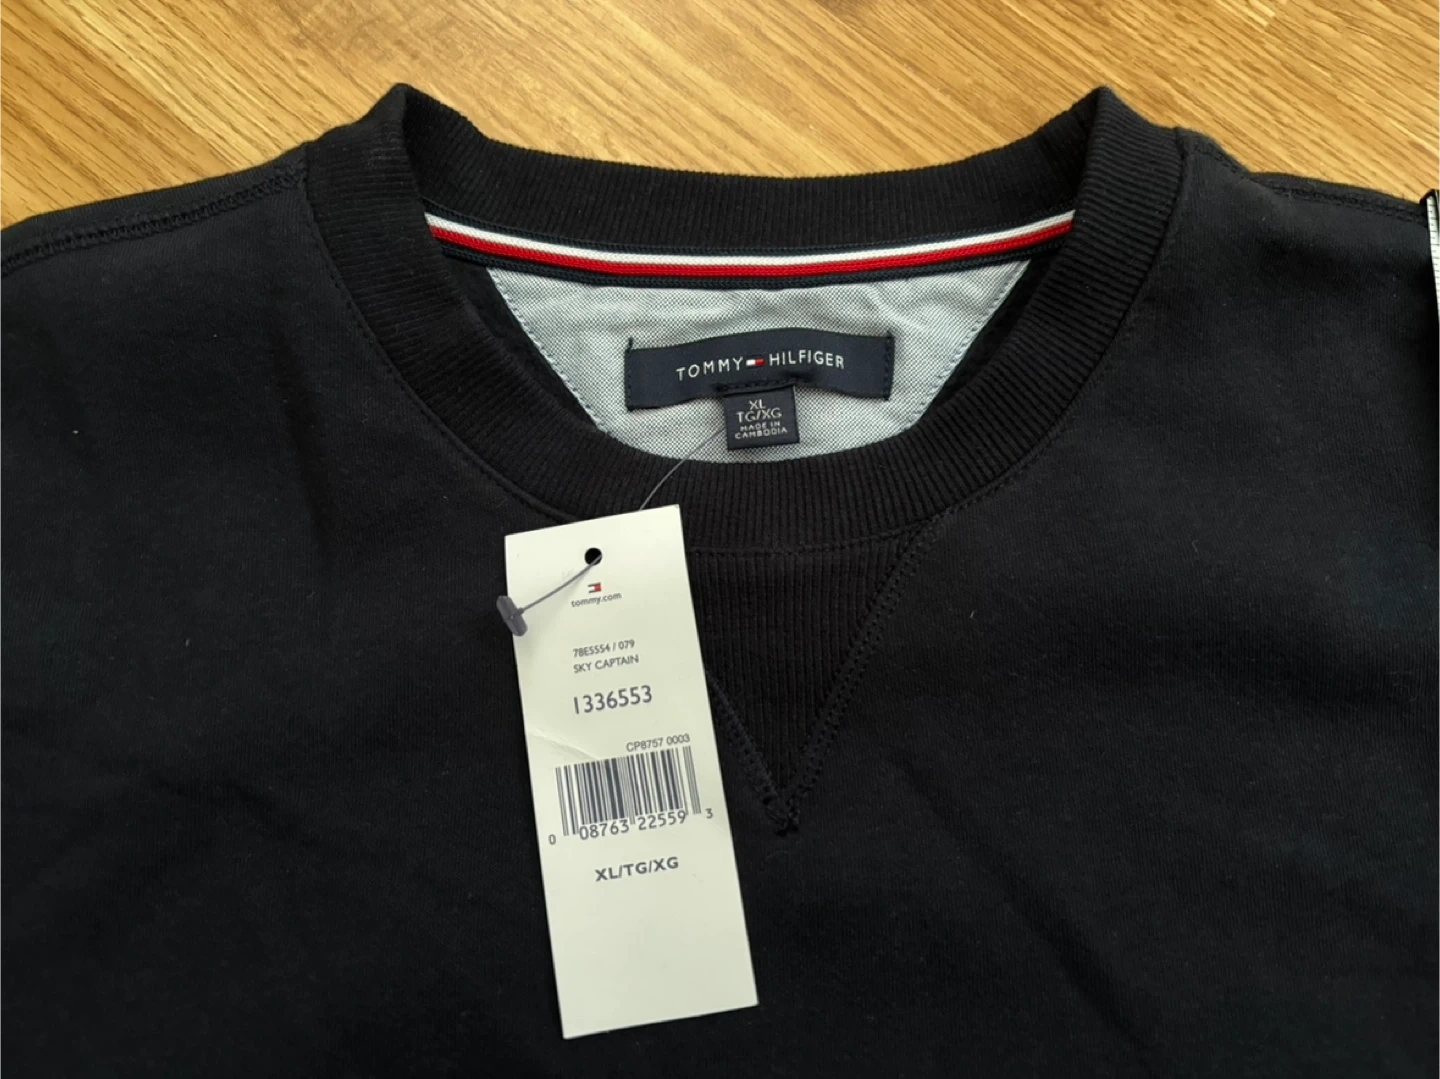 TOMMY HILFIGER
XL
TG/XG
MADE IN
CAMBODIA
tommy.com
78E5554 / 079
SKY CAPTAIN
1336553
CP8757 0003
0 08763 22559 3
XL/TG/XG